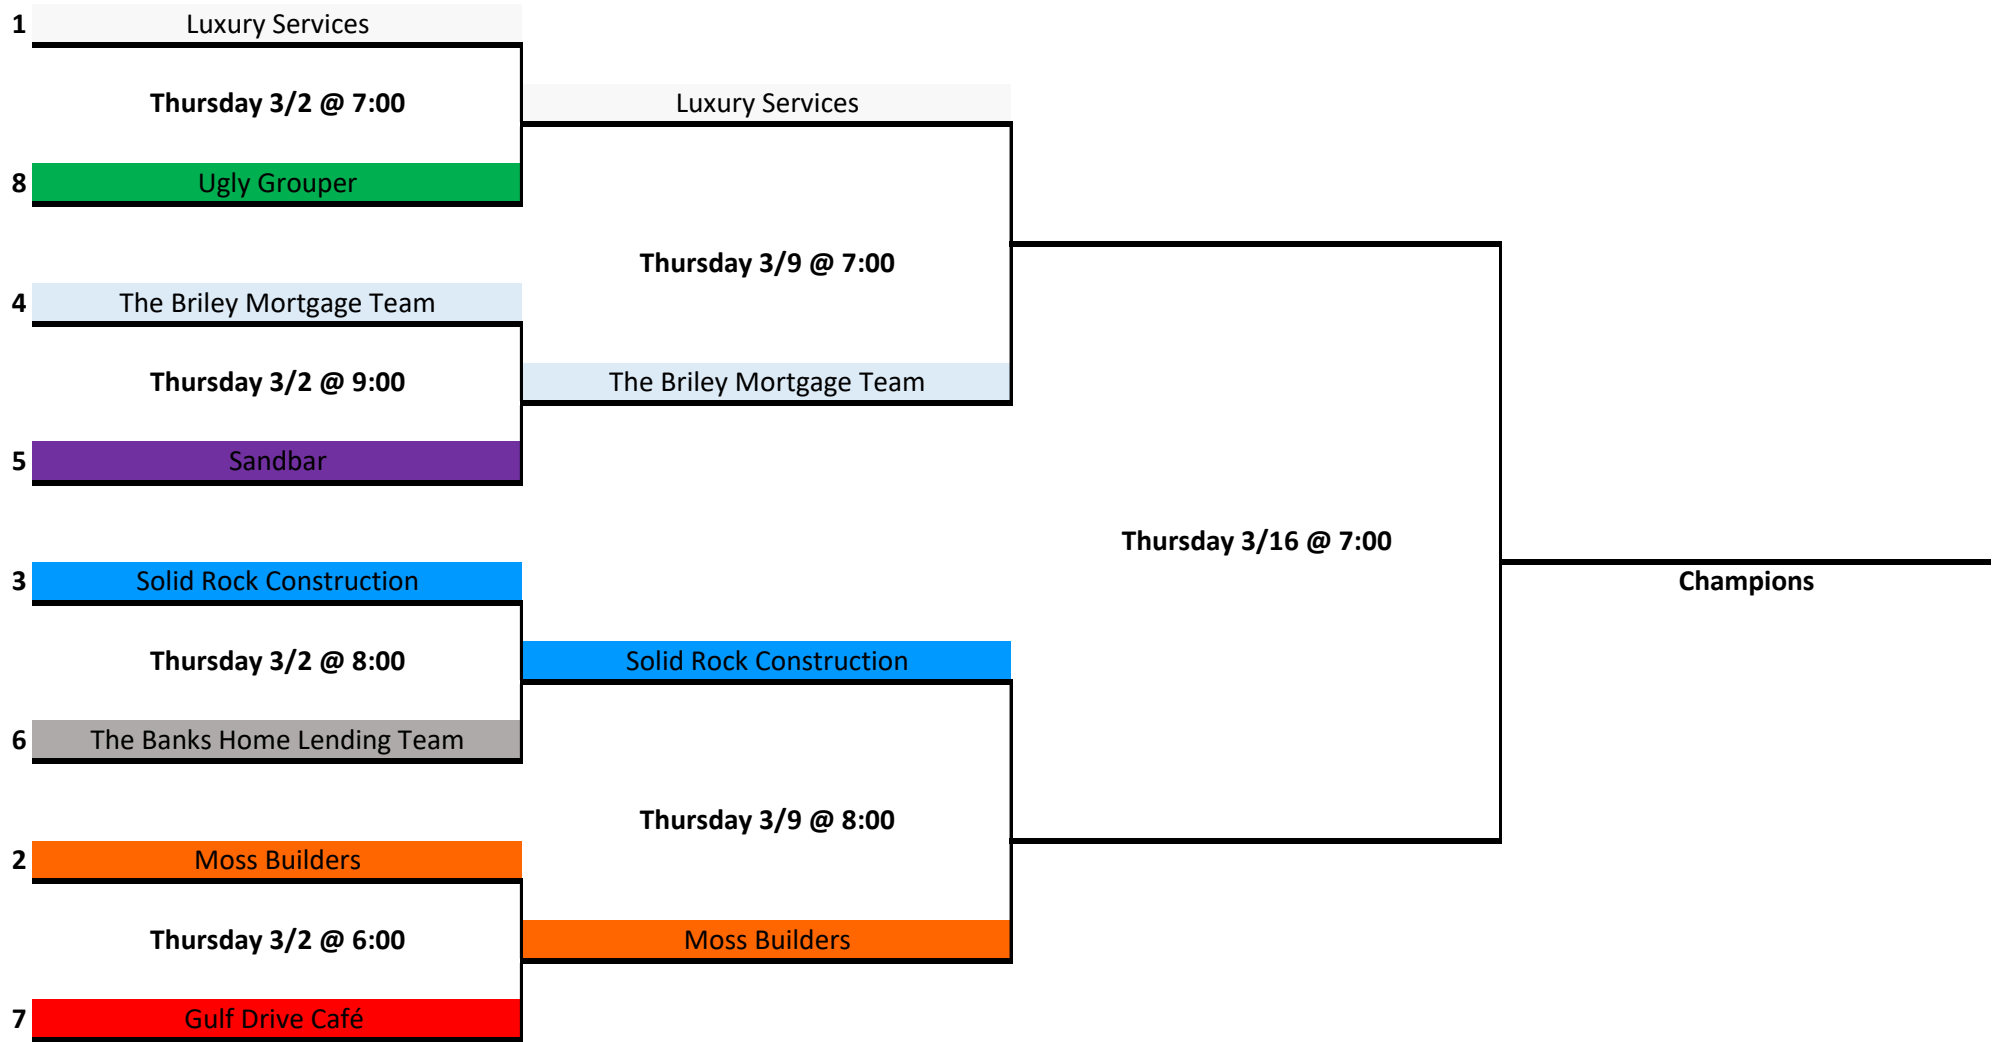 1 Luxury Services
Thursday 3/2 @ 7:00
Luxury Services
8 Ugly Grouper
Thursday 3/9 @ 7:00
4 The Briley Mortgage Team
Thursday 3/2 @ 9:00
The Briley Mortgage Team
5 Sandbar
Thursday 3/16 @ 7:00
3 Solid Rock Construction
Champions
Thursday 3/2 @ 8:00
Solid Rock Construction
6 The Banks Home Lending Team
Thursday 3/9 @ 8:00
2 Moss Builders
Thursday 3/2 @ 6:00
Moss Builders
7 Gulf Drive Café